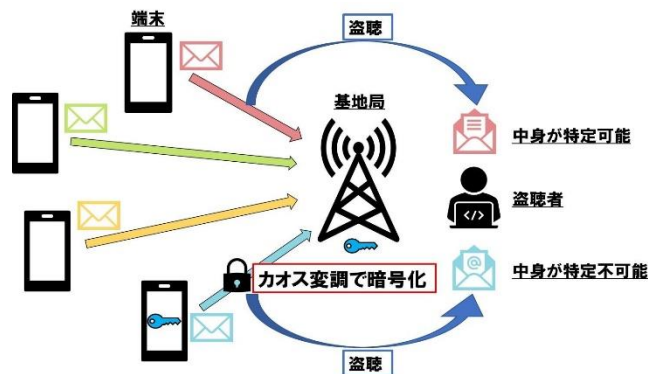 端末
盗聴
基地局
中身が特定可能
</>
盗聴者
@
カオス変調で暗号化
中身が特定不可能
盗聴